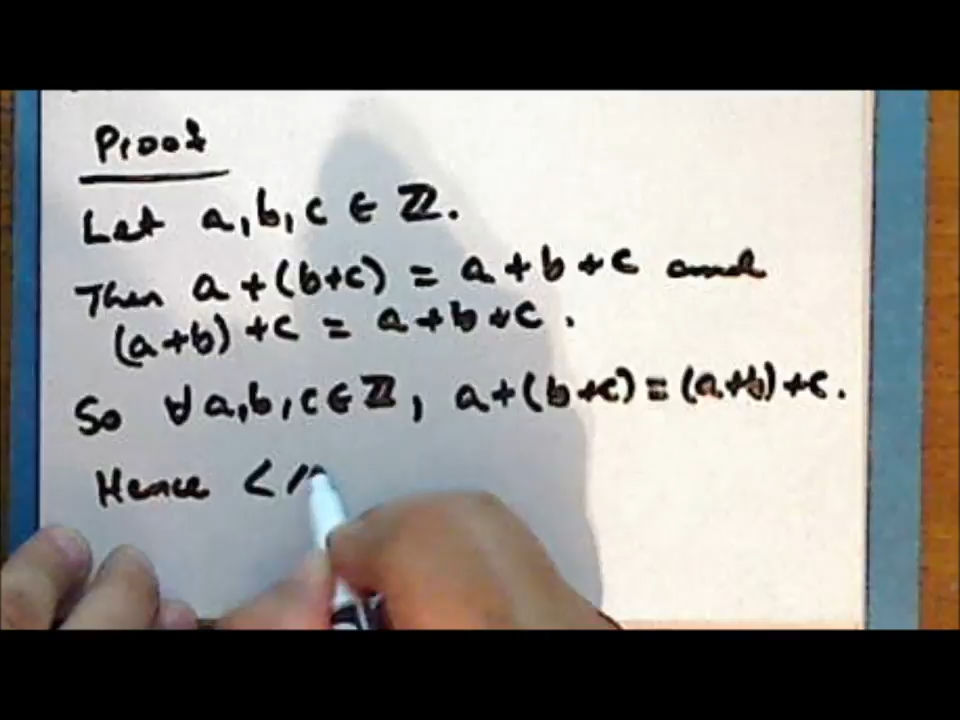 Proof
Let a, b, c ∈ ℤ.
Then a + (b+c) = a + b + c and
(a+b) + c = a + b + c .
So ∀ a, b, c ∈ ℤ, a + (b+c) = (a+b) + c.
Hence <